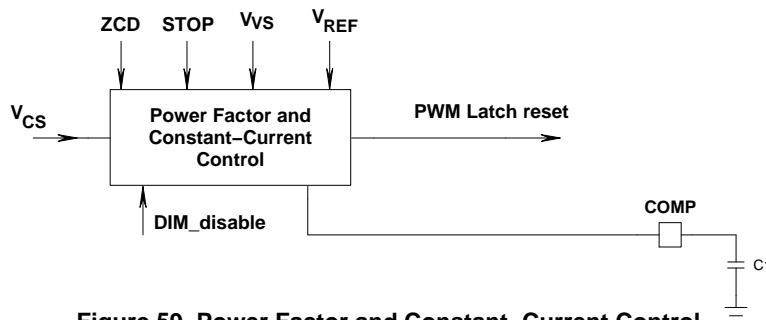 ZCD STOP VVS VREF
VCS
Power Factor and
Constant−Current
Control
PWM Latch reset
DIM_disable
COMP
Figure 59. Power Factor and Constant−Current Control